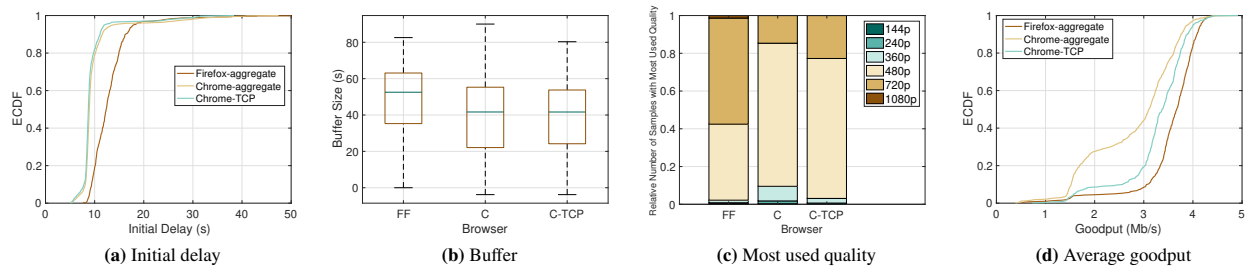 ECDF
1
0.8
0.6
0.4
0.2
0
0
10
20
30
40
50
Initial Delay (s)
Firefox-aggregate
Chrome-aggregate
Chrome-TCP
(a) Initial delay
Buffer Size (s)
80
60
40
20
0
FF
C
C-TCP
Browser
(b) Buffer
Relative Number of Samples with Most Used Quality
1
0.8
0.6
0.4
0.2
0
FF
C
C-TCP
Browser
144p
240p
360p
480p
720p
1080p
(c) Most used quality
ECDF
1
0.8
0.6
0.4
0.2
0
0
1
2
3
4
5
Goodput (Mb/s)
Firefox-aggregate
Chrome-aggregate
Chrome-TCP
(d) Average goodput